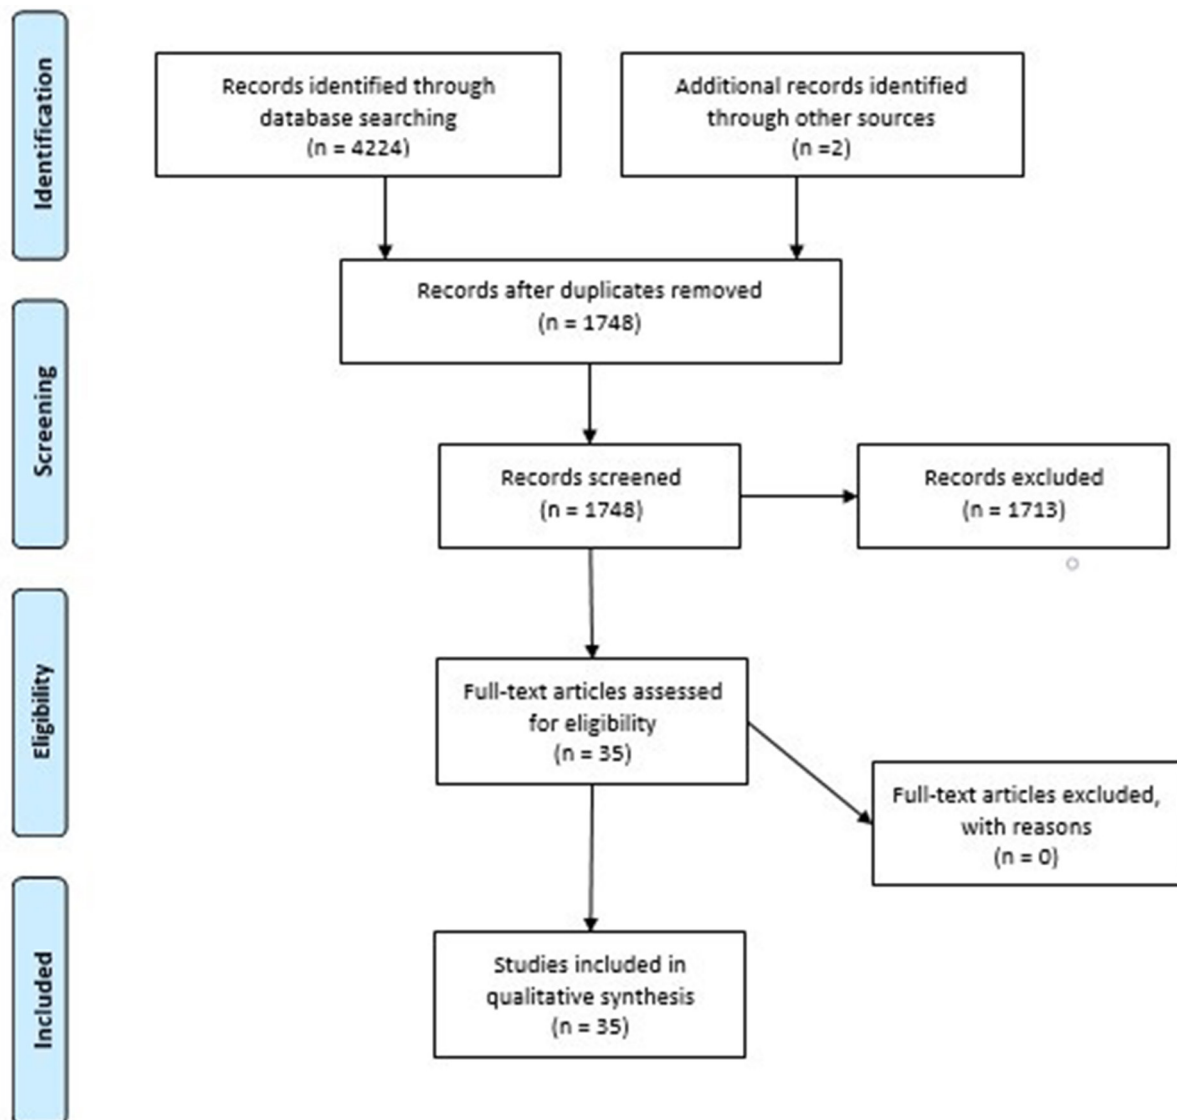 Identification
Records identified through
database searching
(n = 4224)
Additional records identified
through other sources
(n =2)
Records after duplicates removed
(n = 1748)
Screening
Records screened
(n = 1748)
Records excluded
(n = 1713)
Eligibility
Full-text articles assessed
for eligibility
(n = 35)
Full-text articles excluded,
with reasons
(n = 0)
Included
Studies included in
qualitative synthesis
(n = 35)